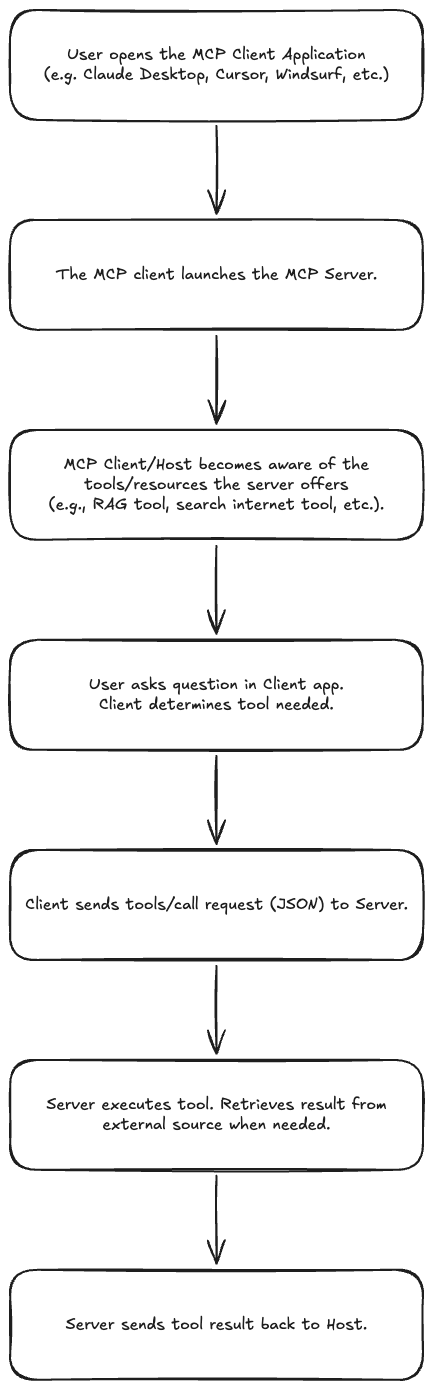 User opens the MCP Client Application
(e.g. Claude Desktop, Cursor, Windsurf, etc.)
The MCP client launches the MCP Server.
MCP Client/Host becomes aware of the
tools/resources the server offers
(e.g., RAG tool, search internet tool, etc.).
User asks question in Client app.
Client determines tool needed.
Client sends tools/call request (JSON) to Server.
Server executes tool. Retrieves result from
external source when needed.
Server sends tool result back to Host.